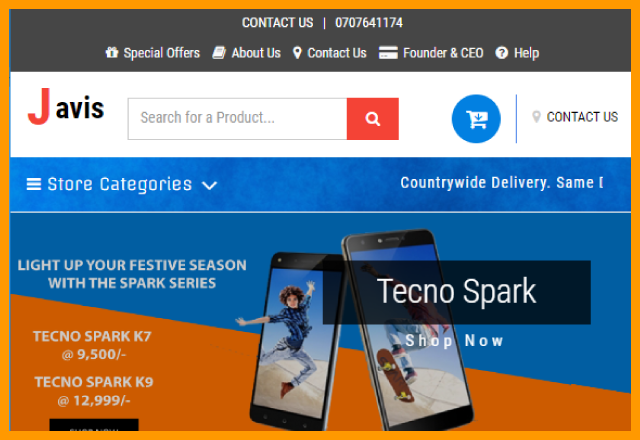 CONTACT US | 0707641174
Special Offers About Us Contact Us Founder & CEO Help
Javis
Search for a Product...
CONTACT US
Store Categories
Countrywide Delivery. Same
LIGHT UP YOUR FESTIVE SEASON
WITH THE SPARK SERIES
Tecno Spark
Shop Now
TECNO SPARK K7
@ 9,500/-
TECNO SPARK K9
@ 12,999/-